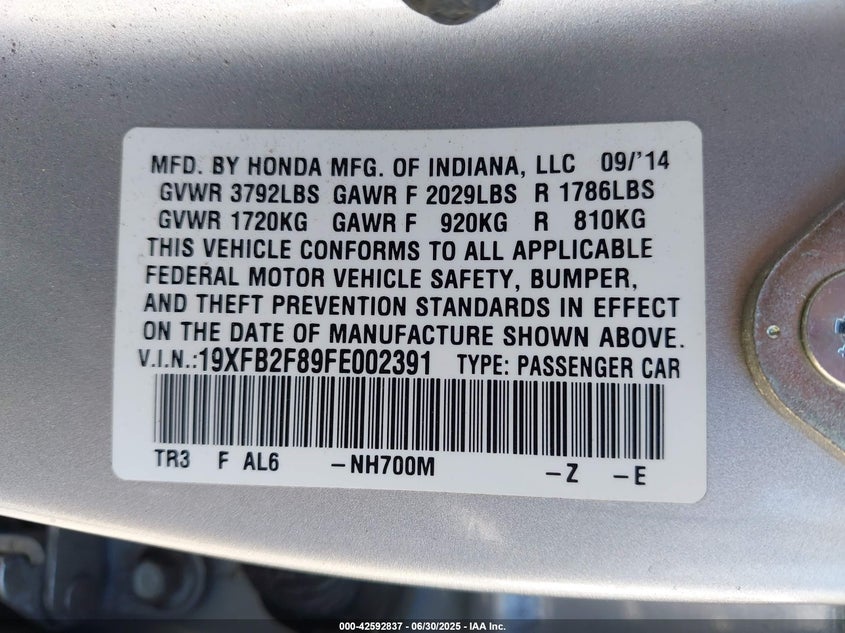 MFD. BY HONDA MFG. OF INDIANA, LLC 09/'14
GVWR 3792LBS GAWR F 2029LBS R 1786LBS
GVWR 1720KG GAWR F 920KG R 810KG
THIS VEHICLE CONFORMS TO ALL APPLICABLE
FEDERAL MOTOR VEHICLE SAFETY, BUMPER,
AND THEFT PREVENTION STANDARDS IN EFFECT
ON THE DATE OF MANUFACTURE SHOWN ABOVE.
V.I.N.:19XFB2F89FE002391 TYPE: PASSENGER CAR
TR3 F AL6 -NH700M -Z -E
000-42592837 - 06/30/2025 - IAA Inc.